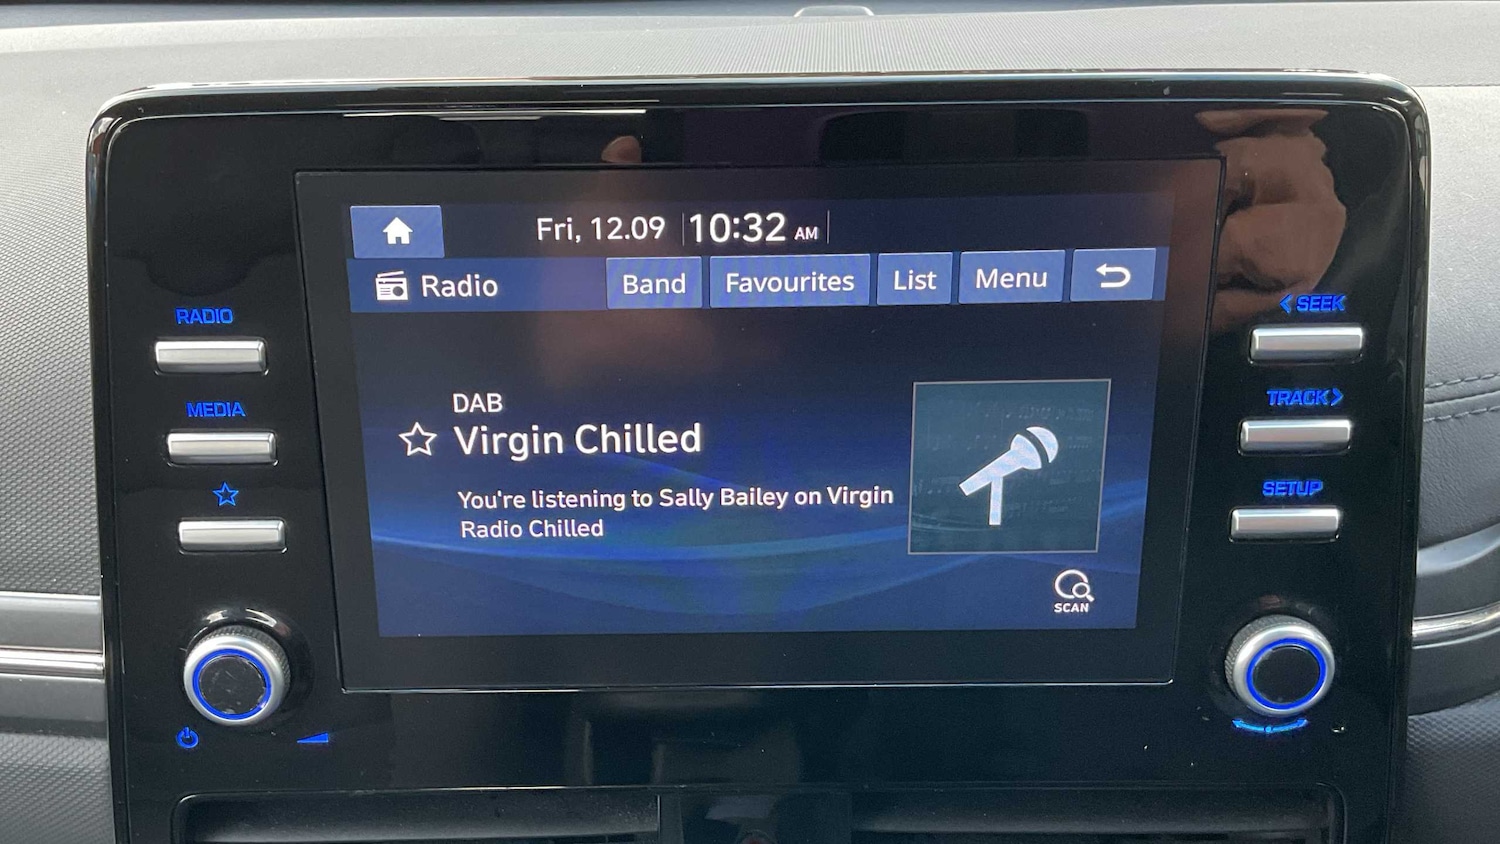 Fri, 12.09 10:32 AM
Radio Band Favourites List Menu
RADIO
< SEEK
DAB
Virgin Chilled
MEDIA
TRACK >
You're listening to Sally Bailey on Virgin
Radio Chilled
SETUP
SCAN